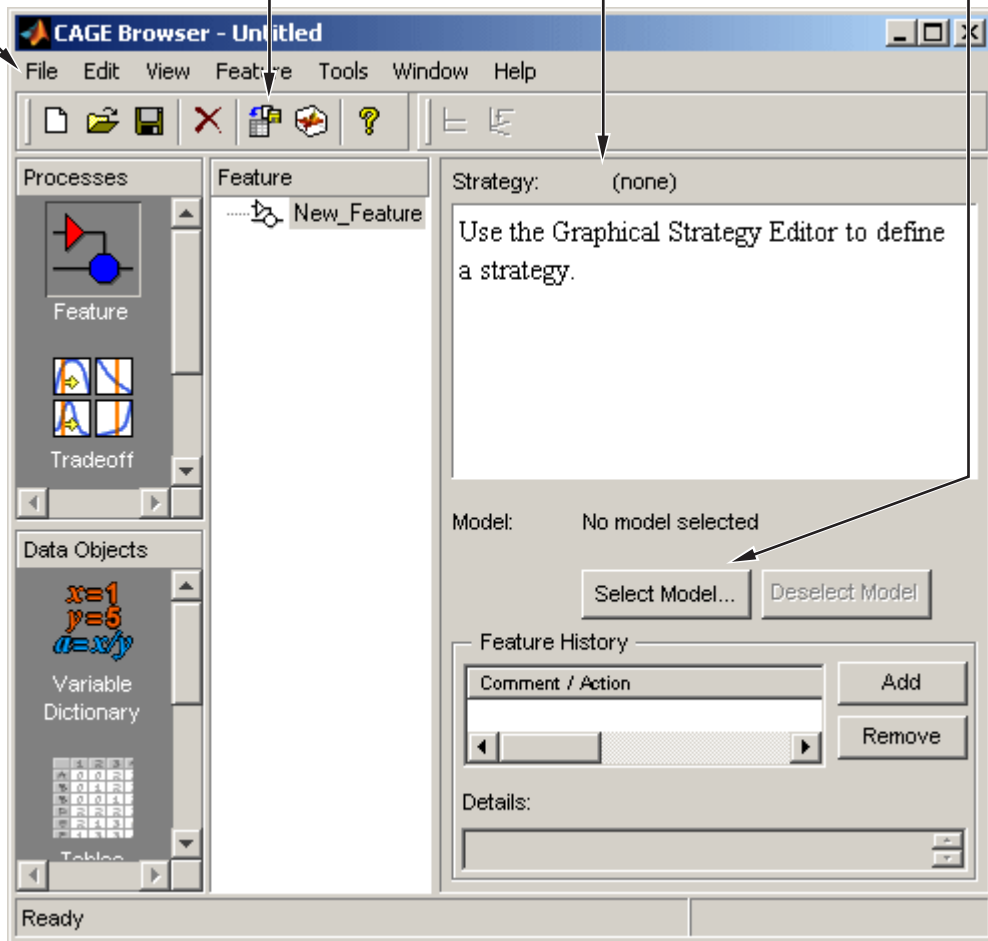 CAGE Browser - Untitled
File Edit View Feature Tools Window Help
Processes
Feature
Tradeoff
Data Objects
x=1
y=5
a=x/y
Variable
Dictionary
Tables
Feature
New_Feature
Strategy: (none)
Use the Graphical Strategy Editor to define
a strategy.
Model: No model selected
Select Model... Deselect Model
Feature History
Comment / Action
Add
Remove
Details:
Ready